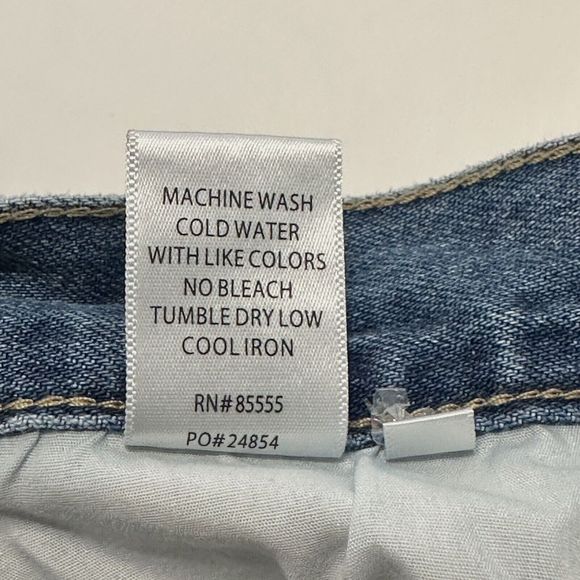 MACHINE WASH
COLD WATER
WITH LIKE COLORS
NO BLEACH
TUMBLE DRY LOW
COOL IRON
RN# 85555
PO#24854